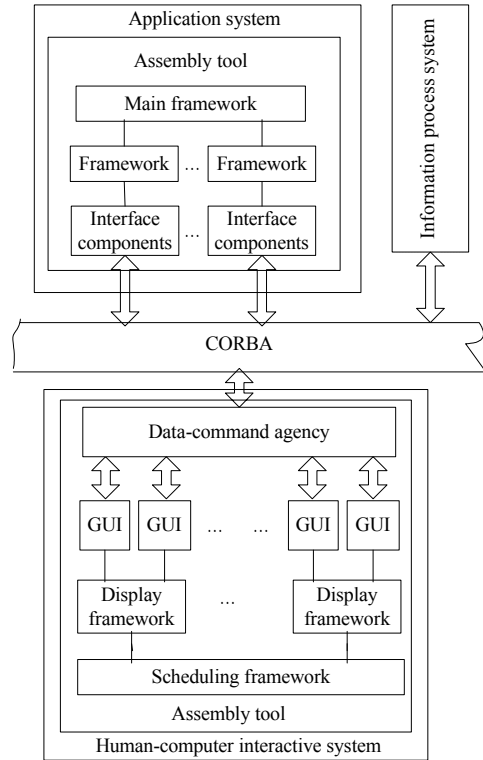 Application system
Assembly tool
Main framework
Framework ... Framework
Interface components ... Interface components
Information process system
CORBA
Data-command agency
GUI GUI ... ... GUI GUI
Display framework ... Display framework
Scheduling framework
Assembly tool
Human-computer interactive system